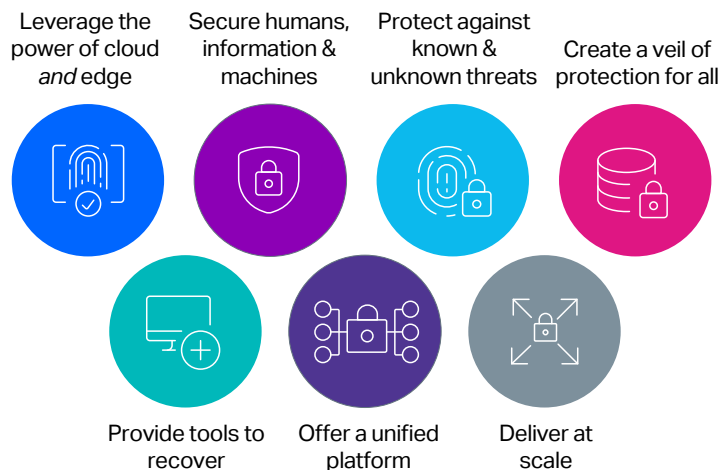 Leverage the
power of cloud
and edge
Secure humans,
information &
machines
Protect against
known &
unknown threats
Create a veil of
protection for all
Provide tools to
recover
Offer a unified
platform
Deliver at
scale